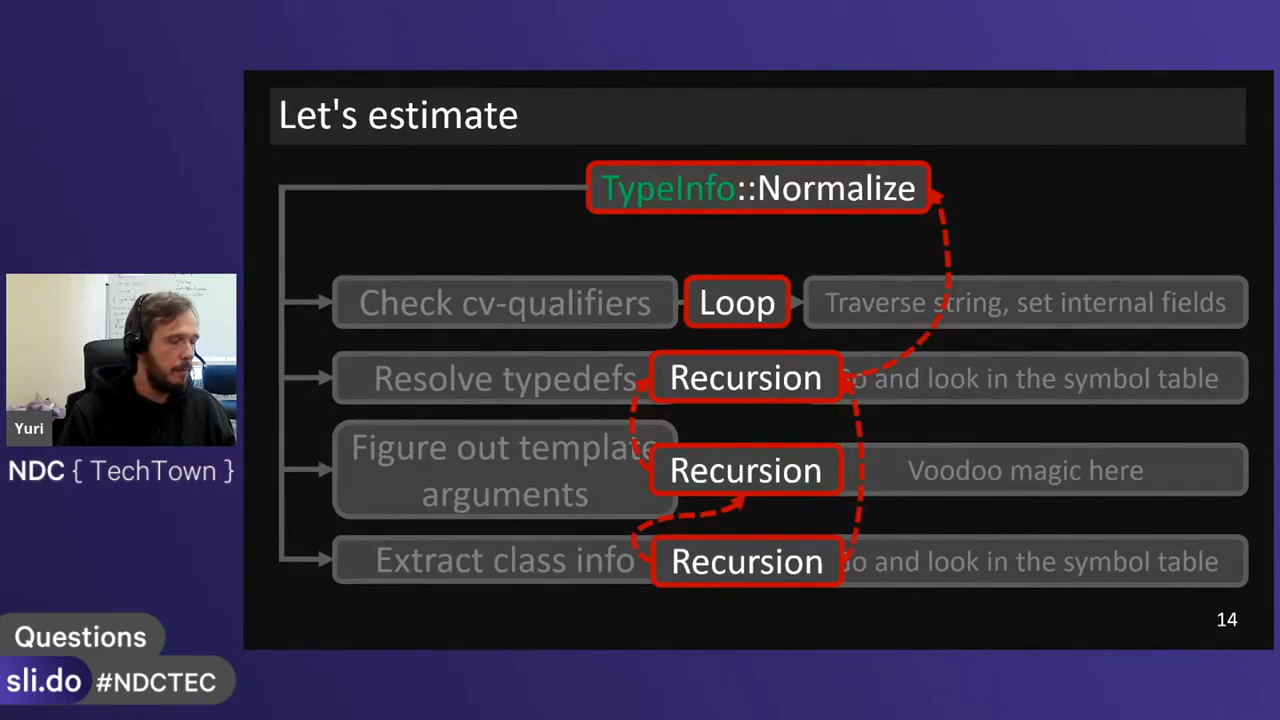 Let's estimate
TypeInfo::Normalize
Check cv-qualifiers
Loop
Traverse string, set internal fields
Resolve typedefs
Recursion
and look in the symbol table
Figure out template
arguments
Recursion
Voodoo magic here
Extract class info
Recursion
and look in the symbol table
14
Yuri
NDC { TechTown }
Questions
sli.do #NDCTEC